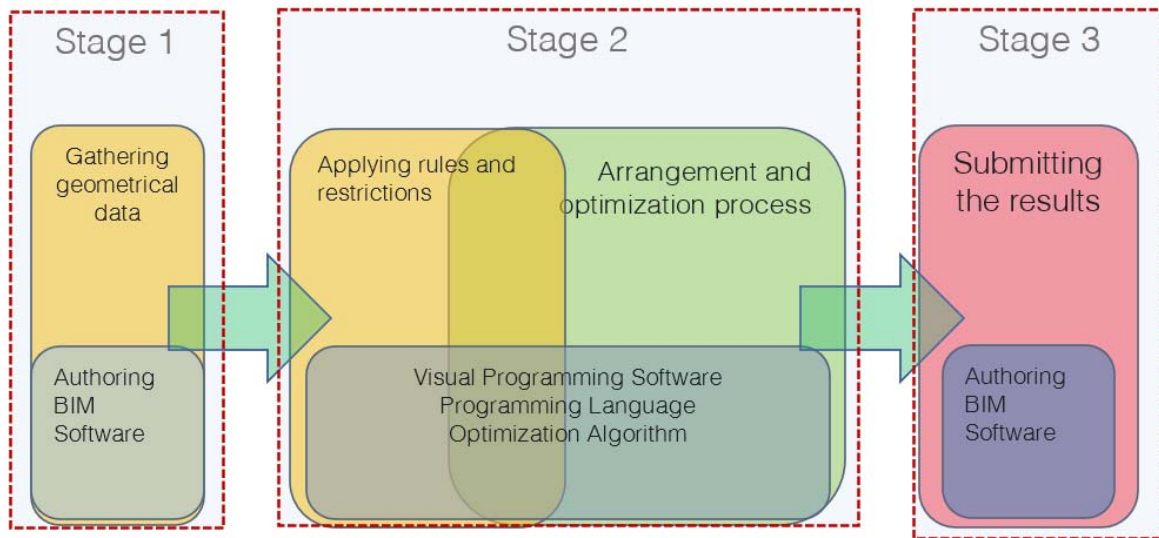 Stage 1
Gathering
geometrical
data
Authoring
BIM
Software
Stage 2
Applying rules and
restrictions
Arrangement and
optimization process
Visual Programming Software
Programming Language
Optimization Algorithm
Stage 3
Submitting
the results
Authoring
BIM
Software